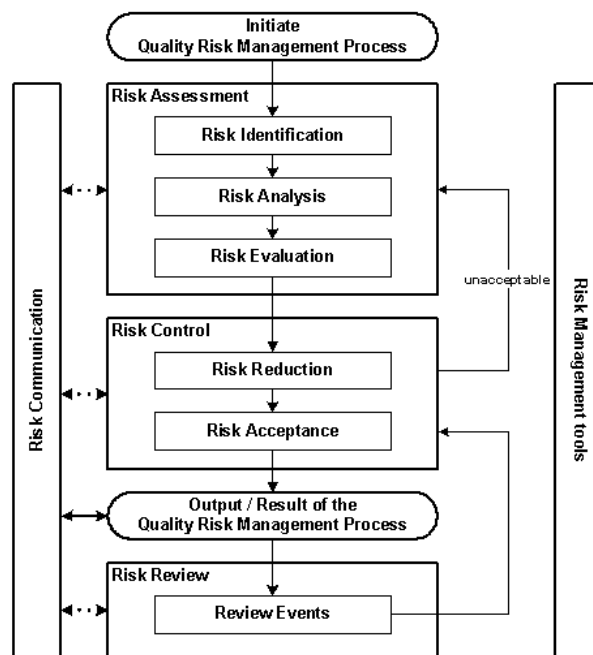 Initiate
Quality Risk Management Process
Risk Assessment
Risk Identification
Risk Analysis
Risk Evaluation
unacceptable
Risk Control
Risk Reduction
Risk Acceptance
Output / Result of the
Quality Risk Management Process
Risk Review
Review Events
Risk Communication
Risk Management tools